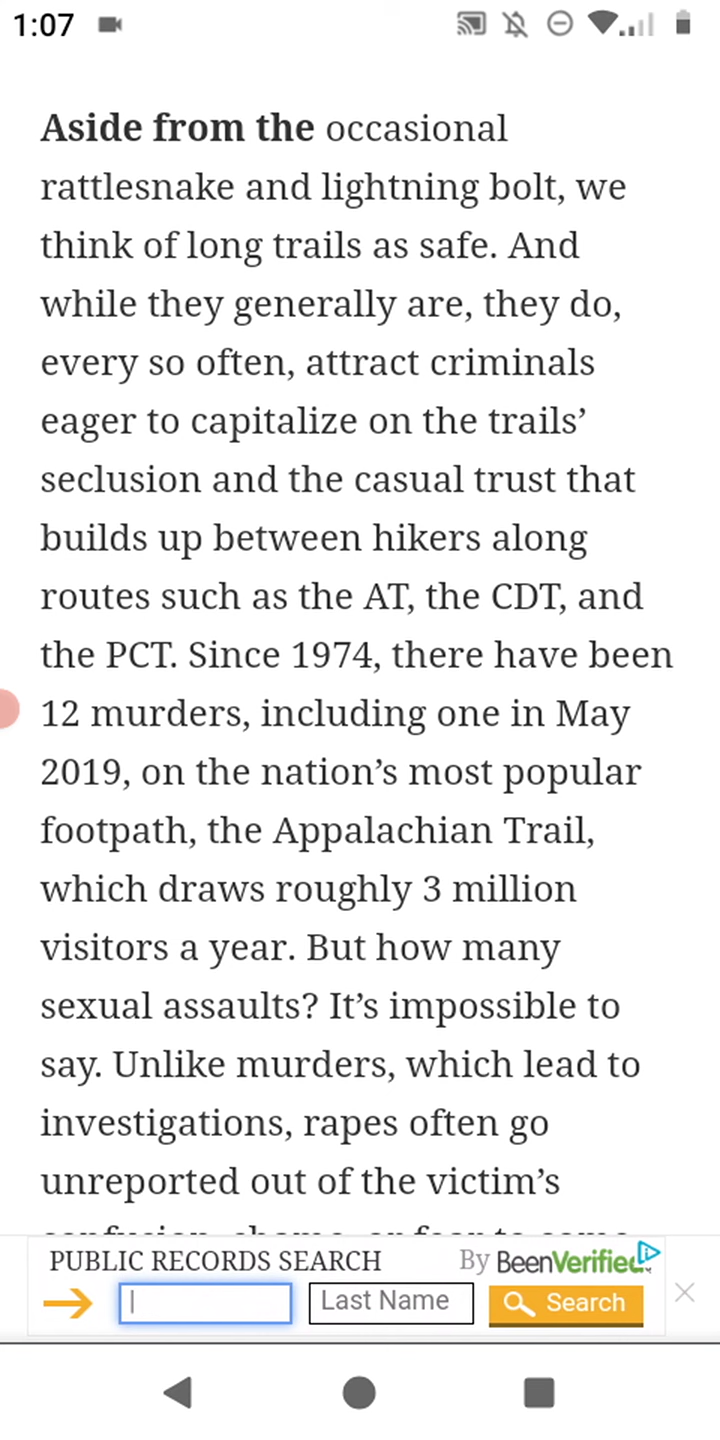 1:07
Aside from the occasional
rattlesnake and lightning bolt, we
think of long trails as safe. And
while they generally are, they do,
every so often, attract criminals
eager to capitalize on the trails’
seclusion and the casual trust that
builds up between hikers along
routes such as the AT, the CDT, and
the PCT. Since 1974, there have been
12 murders, including one in May
2019, on the nation’s most popular
footpath, the Appalachian Trail,
which draws roughly 3 million
visitors a year. But how many
sexual assaults? It’s impossible to
say. Unlike murders, which lead to
investigations, rapes often go
unreported out of the victim’s
PUBLIC RECORDS SEARCH By BeenVerified
Last Name Search